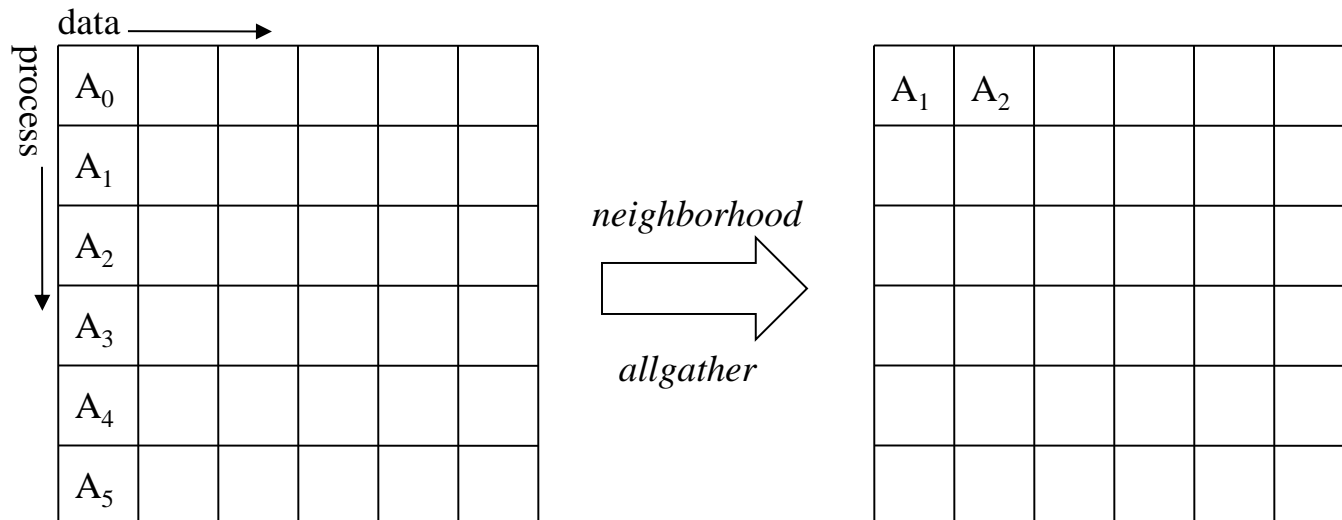 data
process
A₀
A₁
A₂
A₃
A₄
A₅
neighborhood
allgather
A₁ A₂